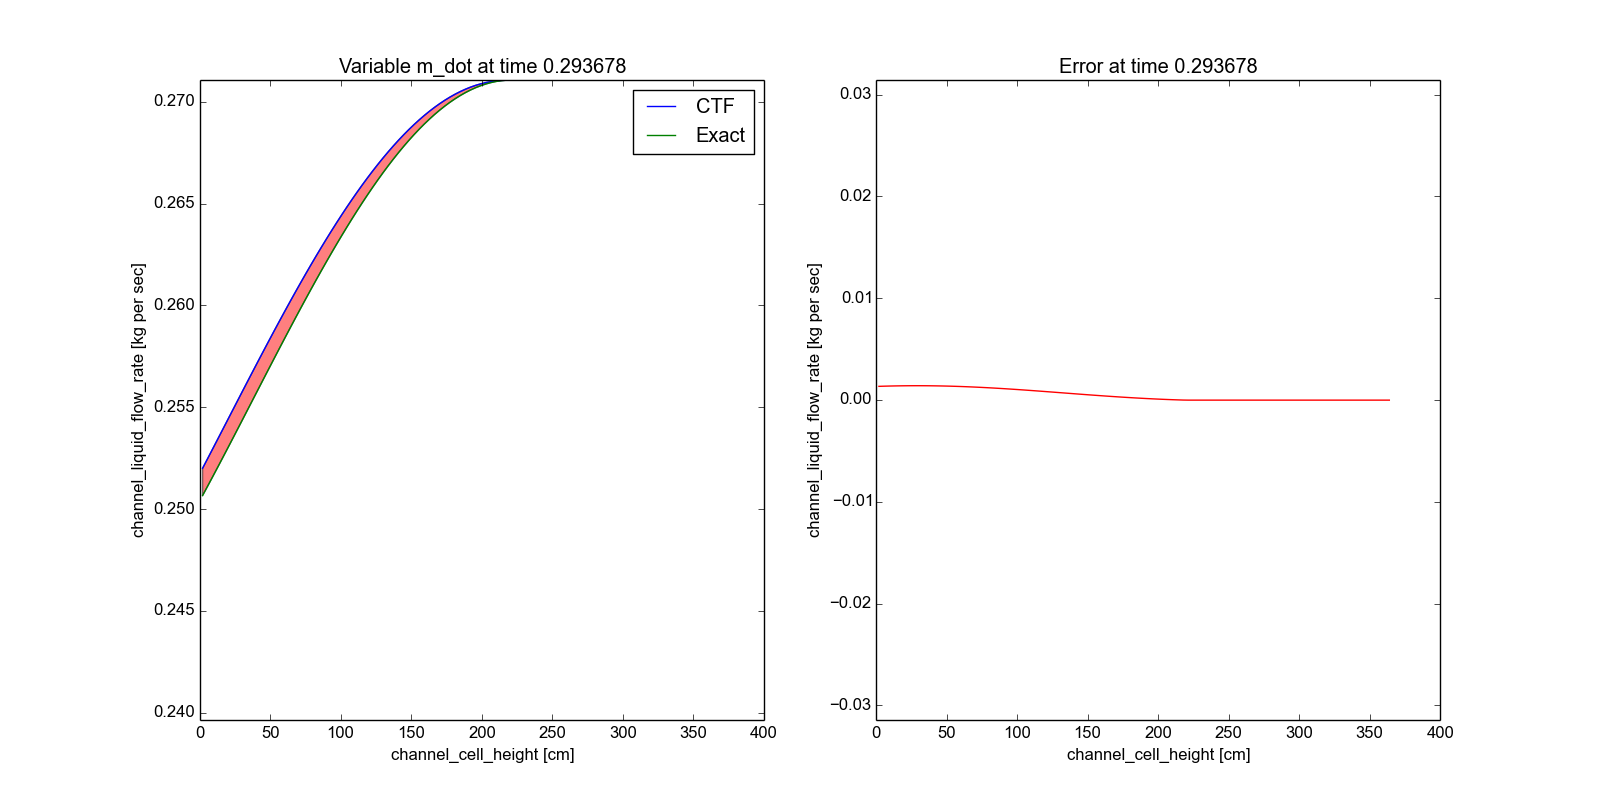 Variable m_dot at time 0.293678
channel_liquid_flow_rate [kg per sec]
0.270
0.265
0.260
0.255
0.250
0.245
0.240
0 50 100 150 200 250 300 350 400
channel_cell_height [cm]
CTF
Exact
Error at time 0.293678
channel_liquid_flow_rate [kg per sec]
0.03
0.02
0.01
0.00
−0.01
−0.02
−0.03
0 50 100 150 200 250 300 350 400
channel_cell_height [cm]